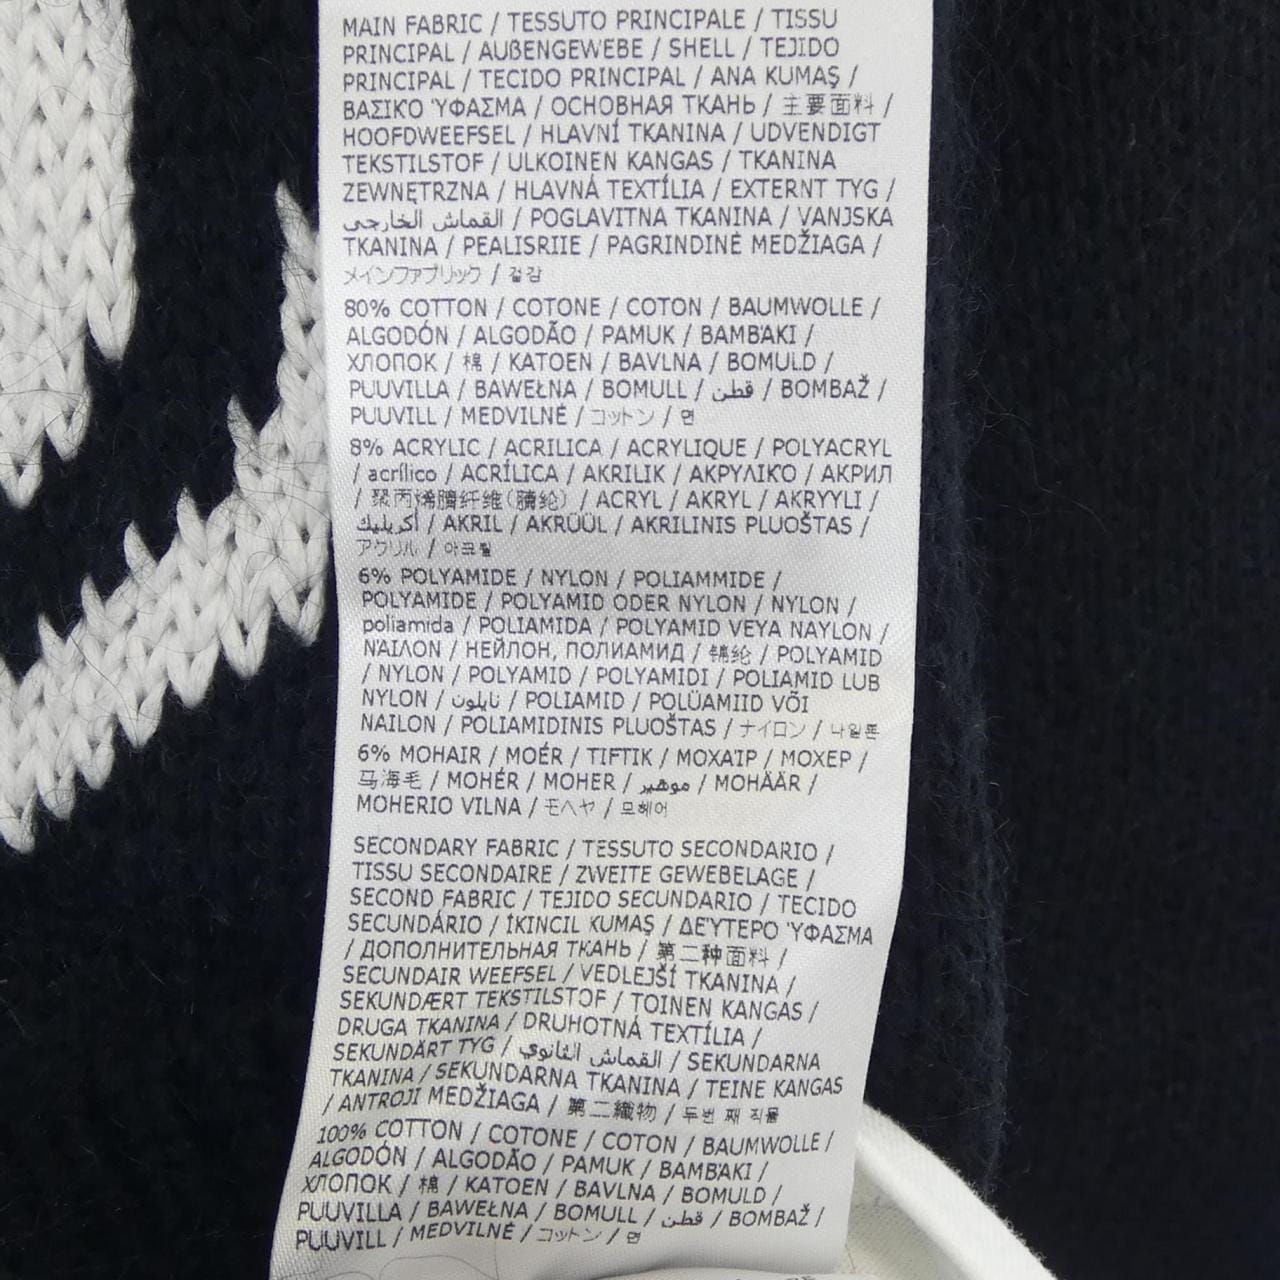 MAIN FABRIC / TESSUTO PRINCIPALE / TISSU
PRINCIPAL / AUßENGEWEBE / SHELL / TEJIDO
PRINCIPAL / TECIDO PRINCIPAL / ANA KUMAŞ /
ΒΑΣΙΚΟ ΎΦΑΣΜΑ / ОСНОВНАЯ ТКАНЬ / 主要面料 /
HOOFDWEEFSEL / HLAVNÍ TKANINA / UDVENDIGT
TEKSTILSTOF / ULKOINEN KANGAS / TKANINA
ZEWNĘTRZNA / HLAVNÁ TEXTÍLIA / EXTERNT TYG /
القماش الخارجي / POGLAVITNA TKANINA / VANJSKA
TKANINA / PEALISRIIE / PAGRINDINĖ MEDŽIAGA /
メインファブリック / 겉감
80% COTTON / COTONE / COTON / BAUMWOLLE /
ALGODÓN / ALGODÃO / PAMUK / ΒΑΜΒΆΚΙ /
ХЛОПОК / 棉 / KATOEN / BAVLNA / BOMULD /
PUUVILLA / BAWEŁNA / BOMULL / قطن / BOMBAŽ /
PUUVILL / MEDVILNĖ / コットン / 면
8% ACRYLIC / ACRILICA / ACRYLIQUE / POLYACRYL
/ acrílico / ACRÍLICA / AKRILIK / ΑΚΡΥΛΙΚΟ / АКРИЛ
/ 聚丙烯腈纤维(腈纶) / ACRYL / AKRYL / AKRYYLI /
أكريليك / AKRIL / AKRÜÜL / AKRILINIS PLUOŠTAS /
アクリル / 아크릴
6% POLYAMIDE / NYLON / POLIAMMIDE /
POLYAMIDE / POLYAMID ODER NYLON / NYLON /
poliamida / POLIAMIDA / POLYAMID VEYA NAYLON /
ΝΆΙΛΟΝ / НЕЙЛОН, ПОЛИАМИД / 锦纶 / POLYAMID
/ NYLON / POLYAMID / POLYAMIDI / POLIAMID LUB
NYLON / نايلون / POLIAMID / POLÜAMIID VÕI
NAILON / POLIAMIDINIS PLUOŠTAS / ナイロン / 나일론
6% MOHAIR / MOÉR / TIFTIK / ΜΟΧΑΊΡ / МОХЕР /
马海毛 / MOHÉR / MOHER / موهير / MOHÄÄR /
MOHERIO VILNA / モヘヤ / 모헤어
SECONDARY FABRIC / TESSUTO SECONDARIO /
TISSU SECONDAIRE / ZWEITE GEWEBELAGE /
SECOND FABRIC / TEJIDO SECUNDARIO / TECIDO
SECUNDÁRIO / İKINCIL KUMAŞ / ΔΕΎΤΕΡΟ ΎΦΑΣΜΑ
/ ДОПОЛНИТЕЛЬНАЯ ТКАНЬ / 第二种面料 /
SECUNDAIR WEEFSEL / VEDLEJŠÍ TKANINA /
SEKUNDÆRT TEKSTILSTOF / TOINEN KANGAS /
DRUGA TKANINA / DRUHOTNÁ TEXTÍLIA /
SEKUNDÄRT TYG / القماش الثانوي / SEKUNDARNA
TKANINA / SEKUNDARNA TKANINA / TEINE KANGAS
/ ANTROJI MEDŽIAGA / 第二織物 / 두번 째 직물
100% COTTON / COTONE / COTON / BAUMWOLLE /
ALGODÓN / ALGODÃO / PAMUK / ΒΑΜΒΆΚΙ /
ХЛОПОК / 棉 / KATOEN / BAVLNA / BOMULD /
PUUVILLA / BAWEŁNA / BOMULL / قطن / BOMBAŽ /
PUUVILL / MEDVILNĖ / コットン / 면